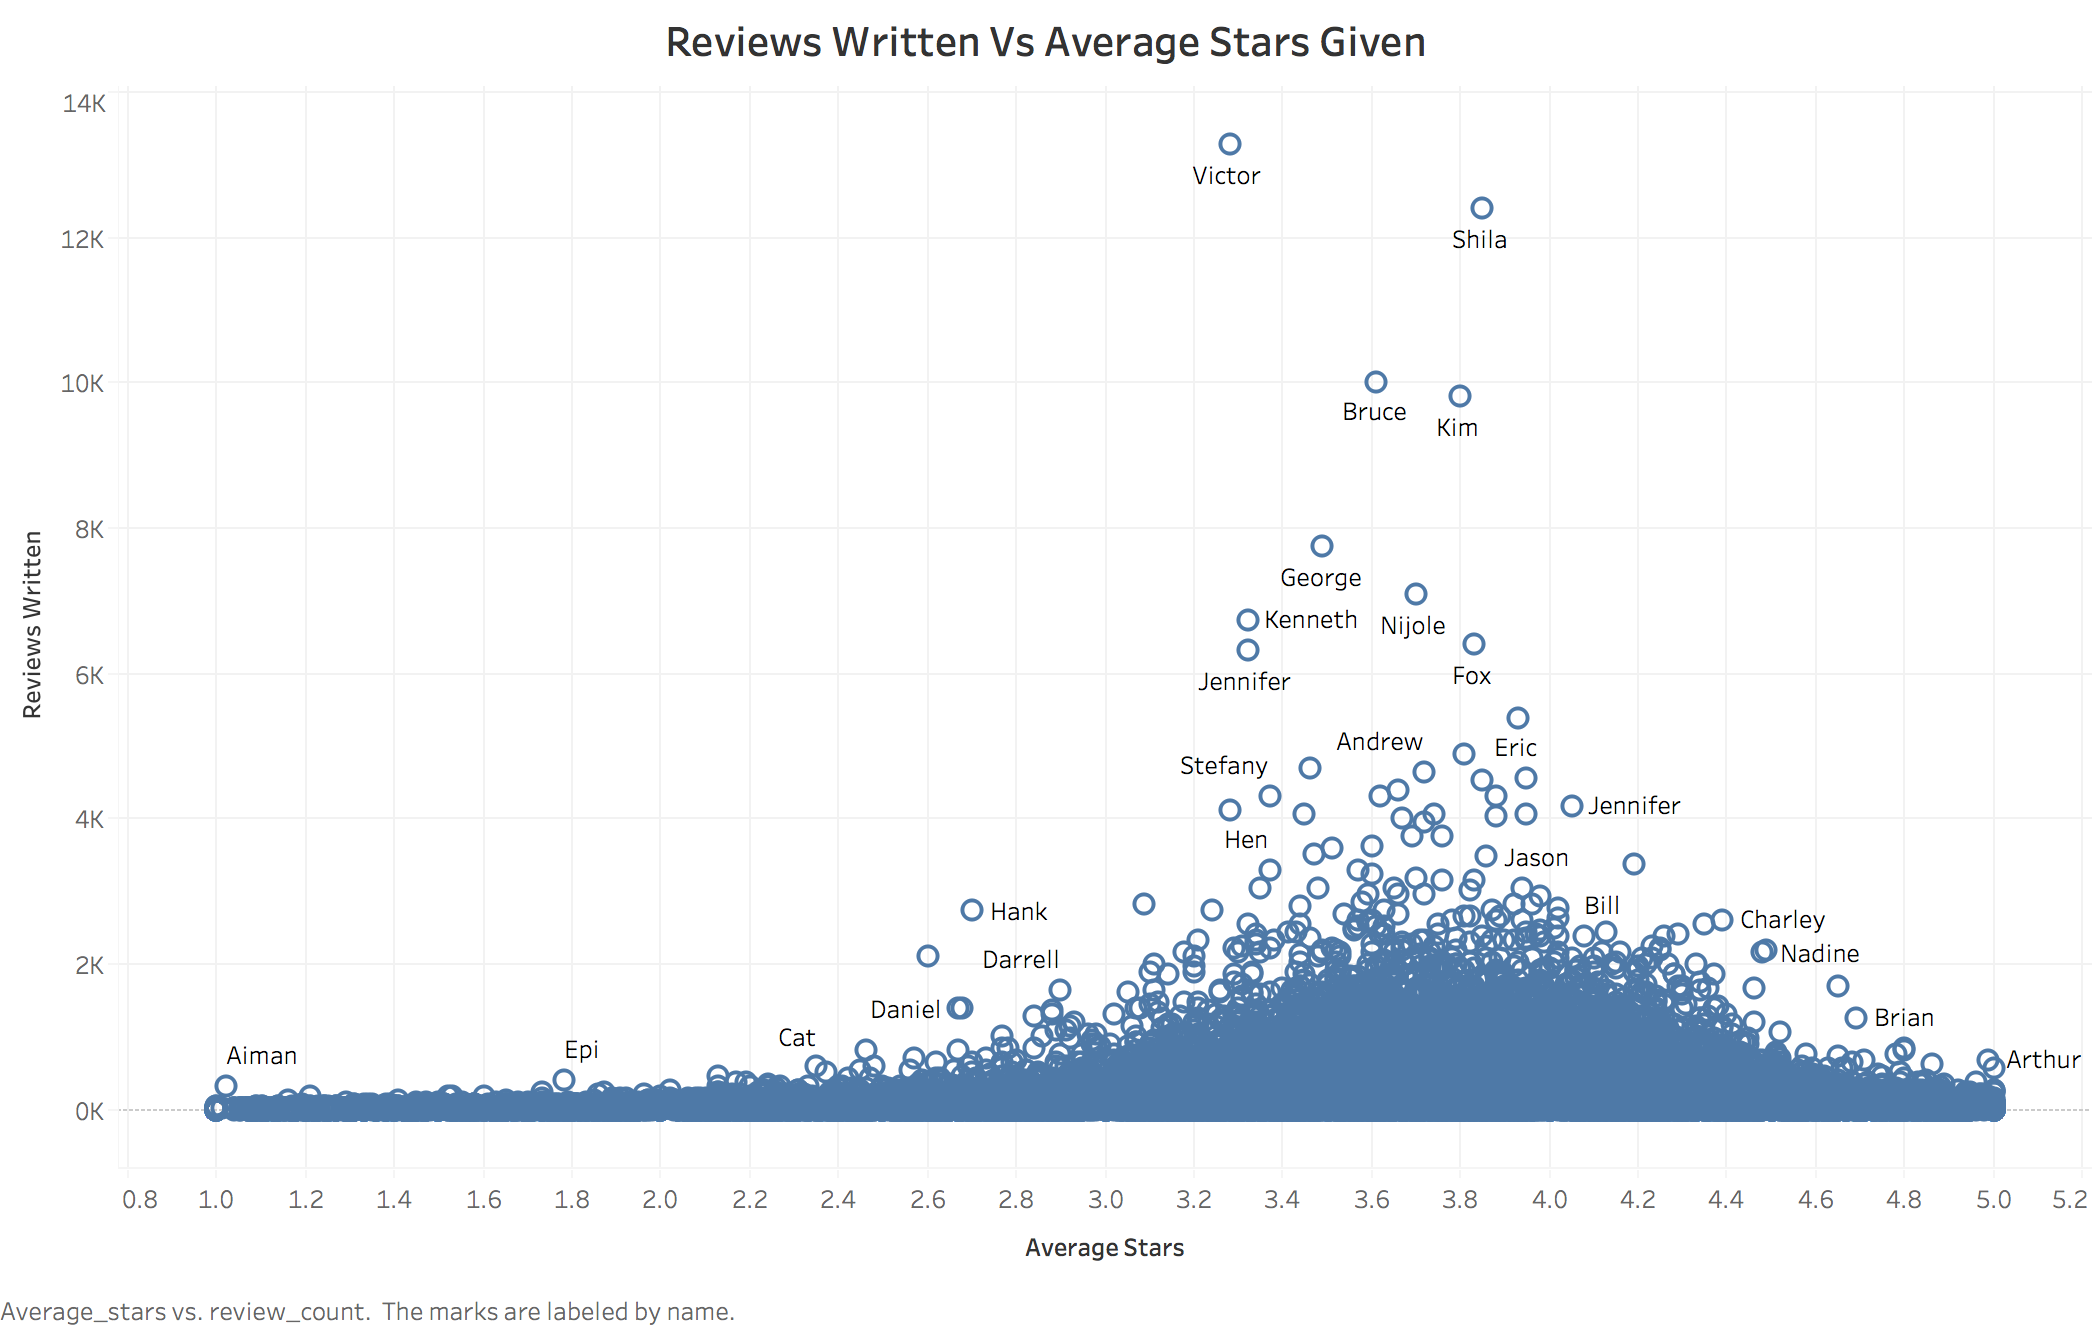 Reviews Written Vs Average Stars Given
14K
12K
10K
8K
6K
4K
2K
0K
Reviews Written
Victor
Shila
Bruce
Kim
George
Kenneth
Nijole
Jennifer
Fox
Andrew
Eric
Stefany
Jennifer
Hen
Jason
Hank
Bill
Charley
Darrell
Nadine
Daniel
Brian
Cat
Epi
Aiman
Arthur
0.8 1.0 1.2 1.4 1.6 1.8 2.0 2.2 2.4 2.6 2.8 3.0 3.2 3.4 3.6 3.8 4.0 4.2 4.4 4.6 4.8 5.0 5.2
Average Stars
Average_stars vs. review_count. The marks are labeled by name.